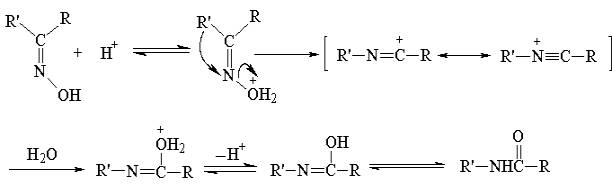 R' R
C
N OH + H⁺ ⇌ R' R
C
N OH₂ + → [ R'–N=C–R + ↔ R'–N≡C–R + ]
H₂O → R'–N=C–R OH₂ + –H⁺ ⇌ R'–N=C–R OH ⇌ R'–NHC–R O